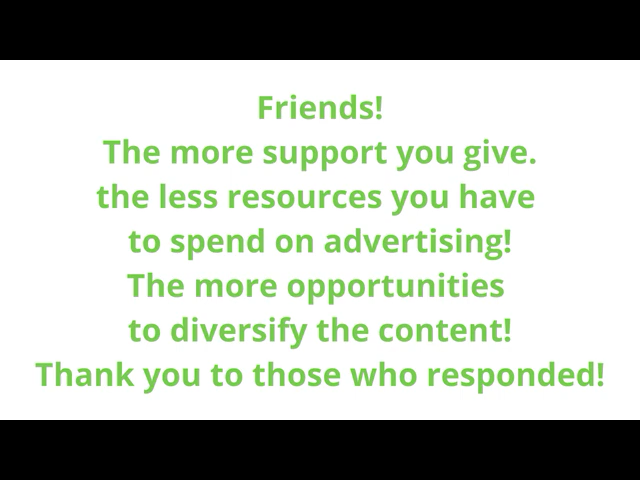 Friends!
The more support you give.
the less resources you have
to spend on advertising!
The more opportunities
to diversify the content!
Thank you to those who responded!